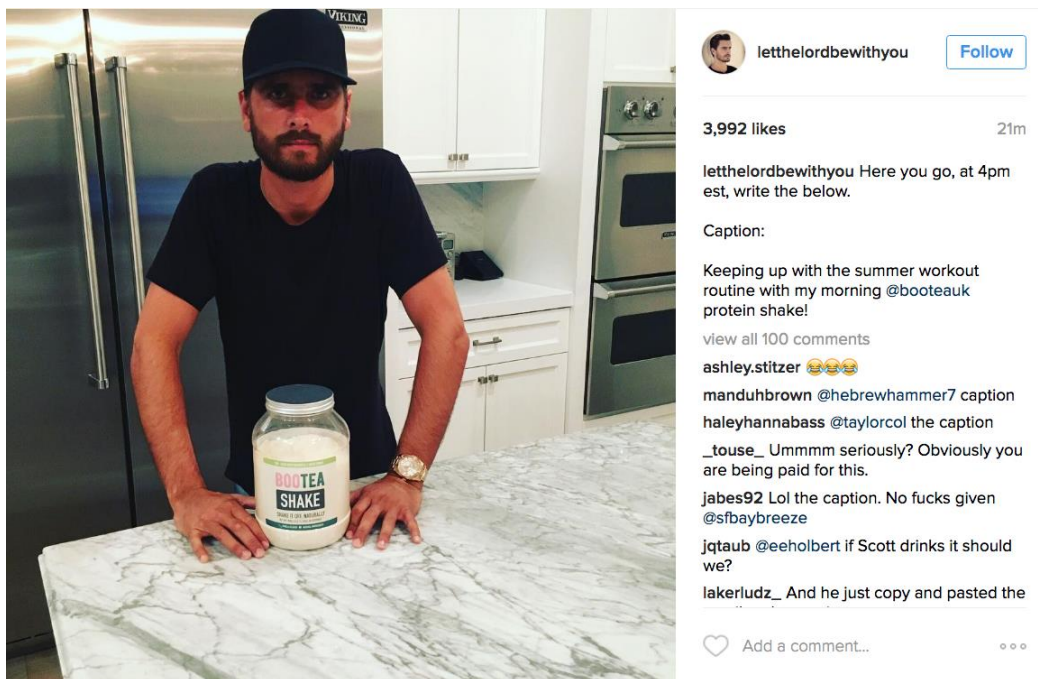 VIKING
BOOTEA
SHAKE
SHAKE IT OFF, NATURALLY
letthelordbewithyou
Follow
3,992 likes
21m
letthelordbewithyou Here you go, at 4pm
est, write the below.
Caption:
Keeping up with the summer workout
routine with my morning @booteauk
protein shake!
view all 100 comments
ashley.stitzer 😂😂😂
manduhbrown @hebrewhammer7 caption
haleyhannabass @taylorcol the caption
_touse_ Ummmm seriously? Obviously you
are being paid for this.
jabes92 Lol the caption. No fucks given
@sfbaybreeze
jqtaub @eeholbert if Scott drinks it should
we?
lakerludz_ And he just copy and pasted the
Add a comment...